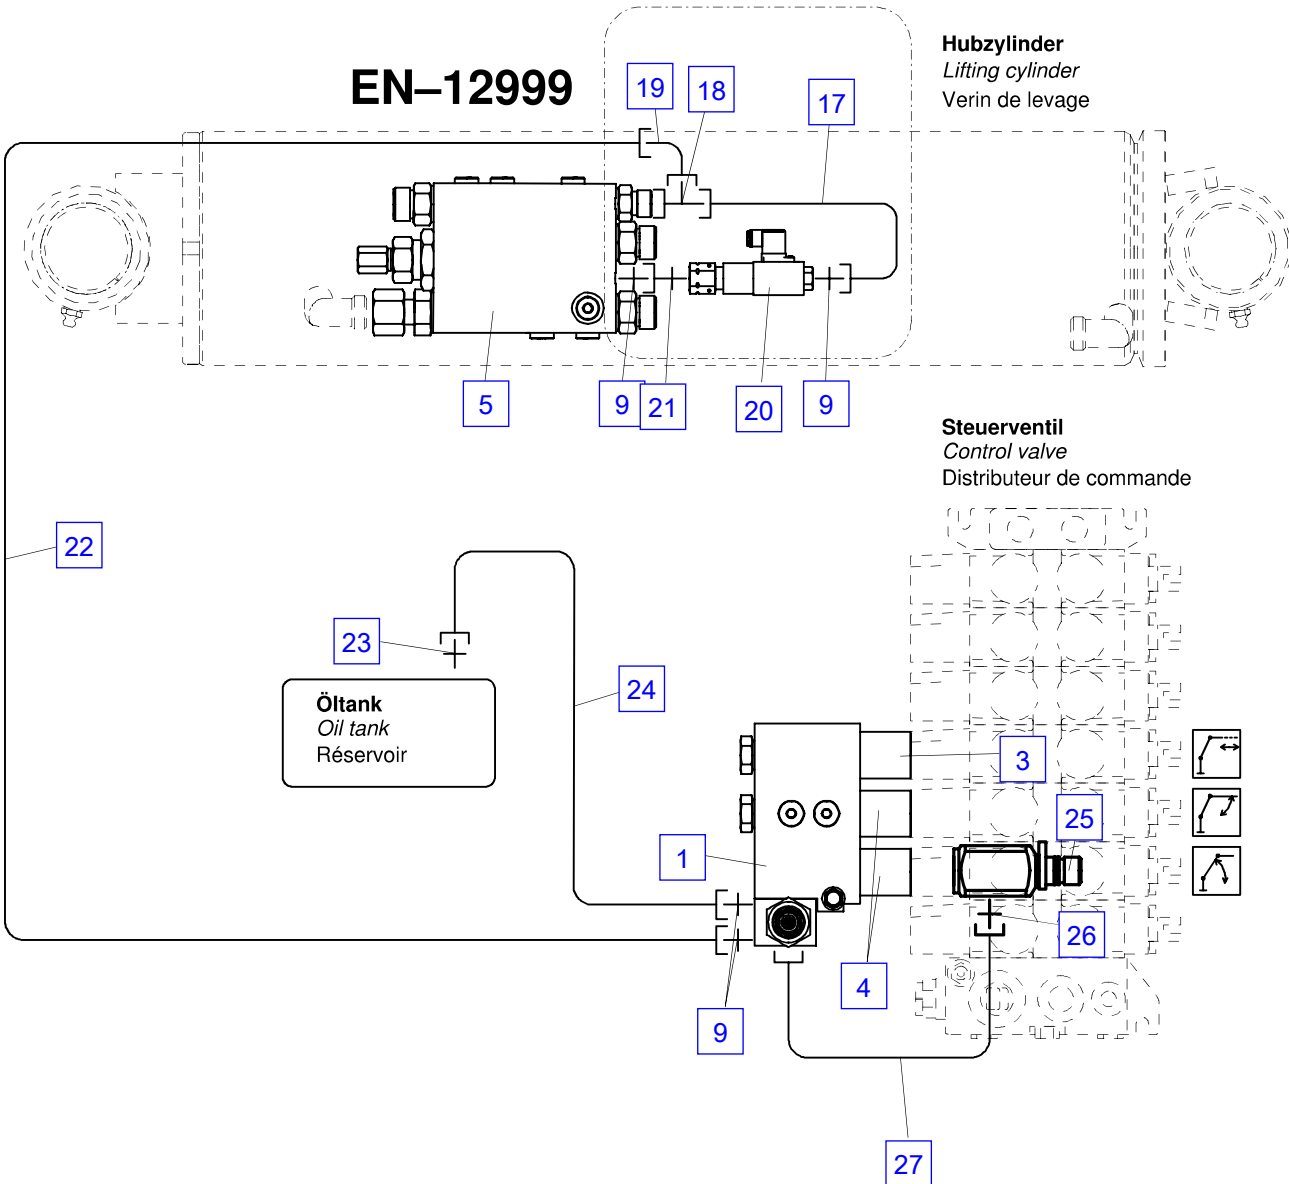 Hubzylinder
Lifting cylinder
Verin de levage
EN–12999
19
18
17
5
9
21
20
9
Steuerventil
Control valve
Distributeur de commande
22
23
24
Öltank
Oil tank
Réservoir
3
25
1
26
4
9
27